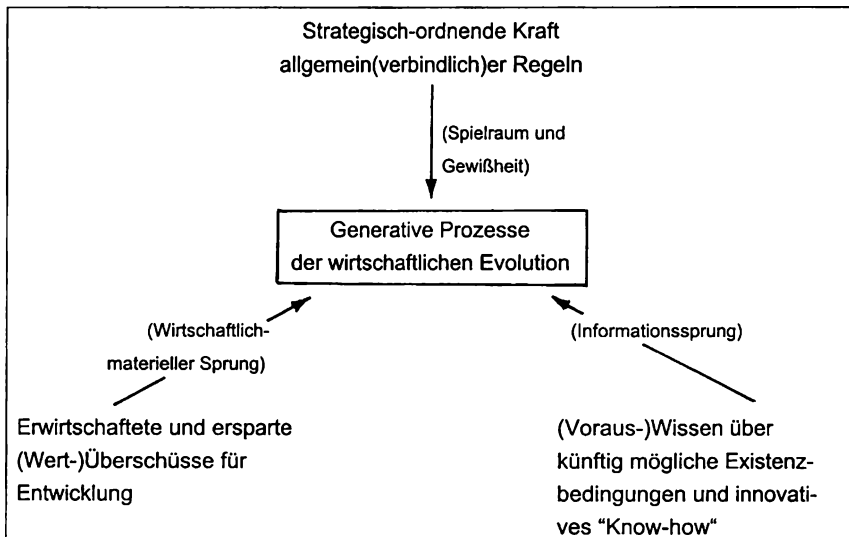 Strategisch-ordnende Kraft
allgemein(verbindlich)er Regeln
(Spielraum und
Gewißheit)
Generative Prozesse
der wirtschaftlichen Evolution
(Wirtschaftlich-
materieller Sprung)
(Informationssprung)
Erwirtschaftete und ersparte
(Wert-)Überschüsse für
Entwicklung
(Voraus-)Wissen über
künftig mögliche Existenz-
bedingungen und innovati-
ves “Know-how“